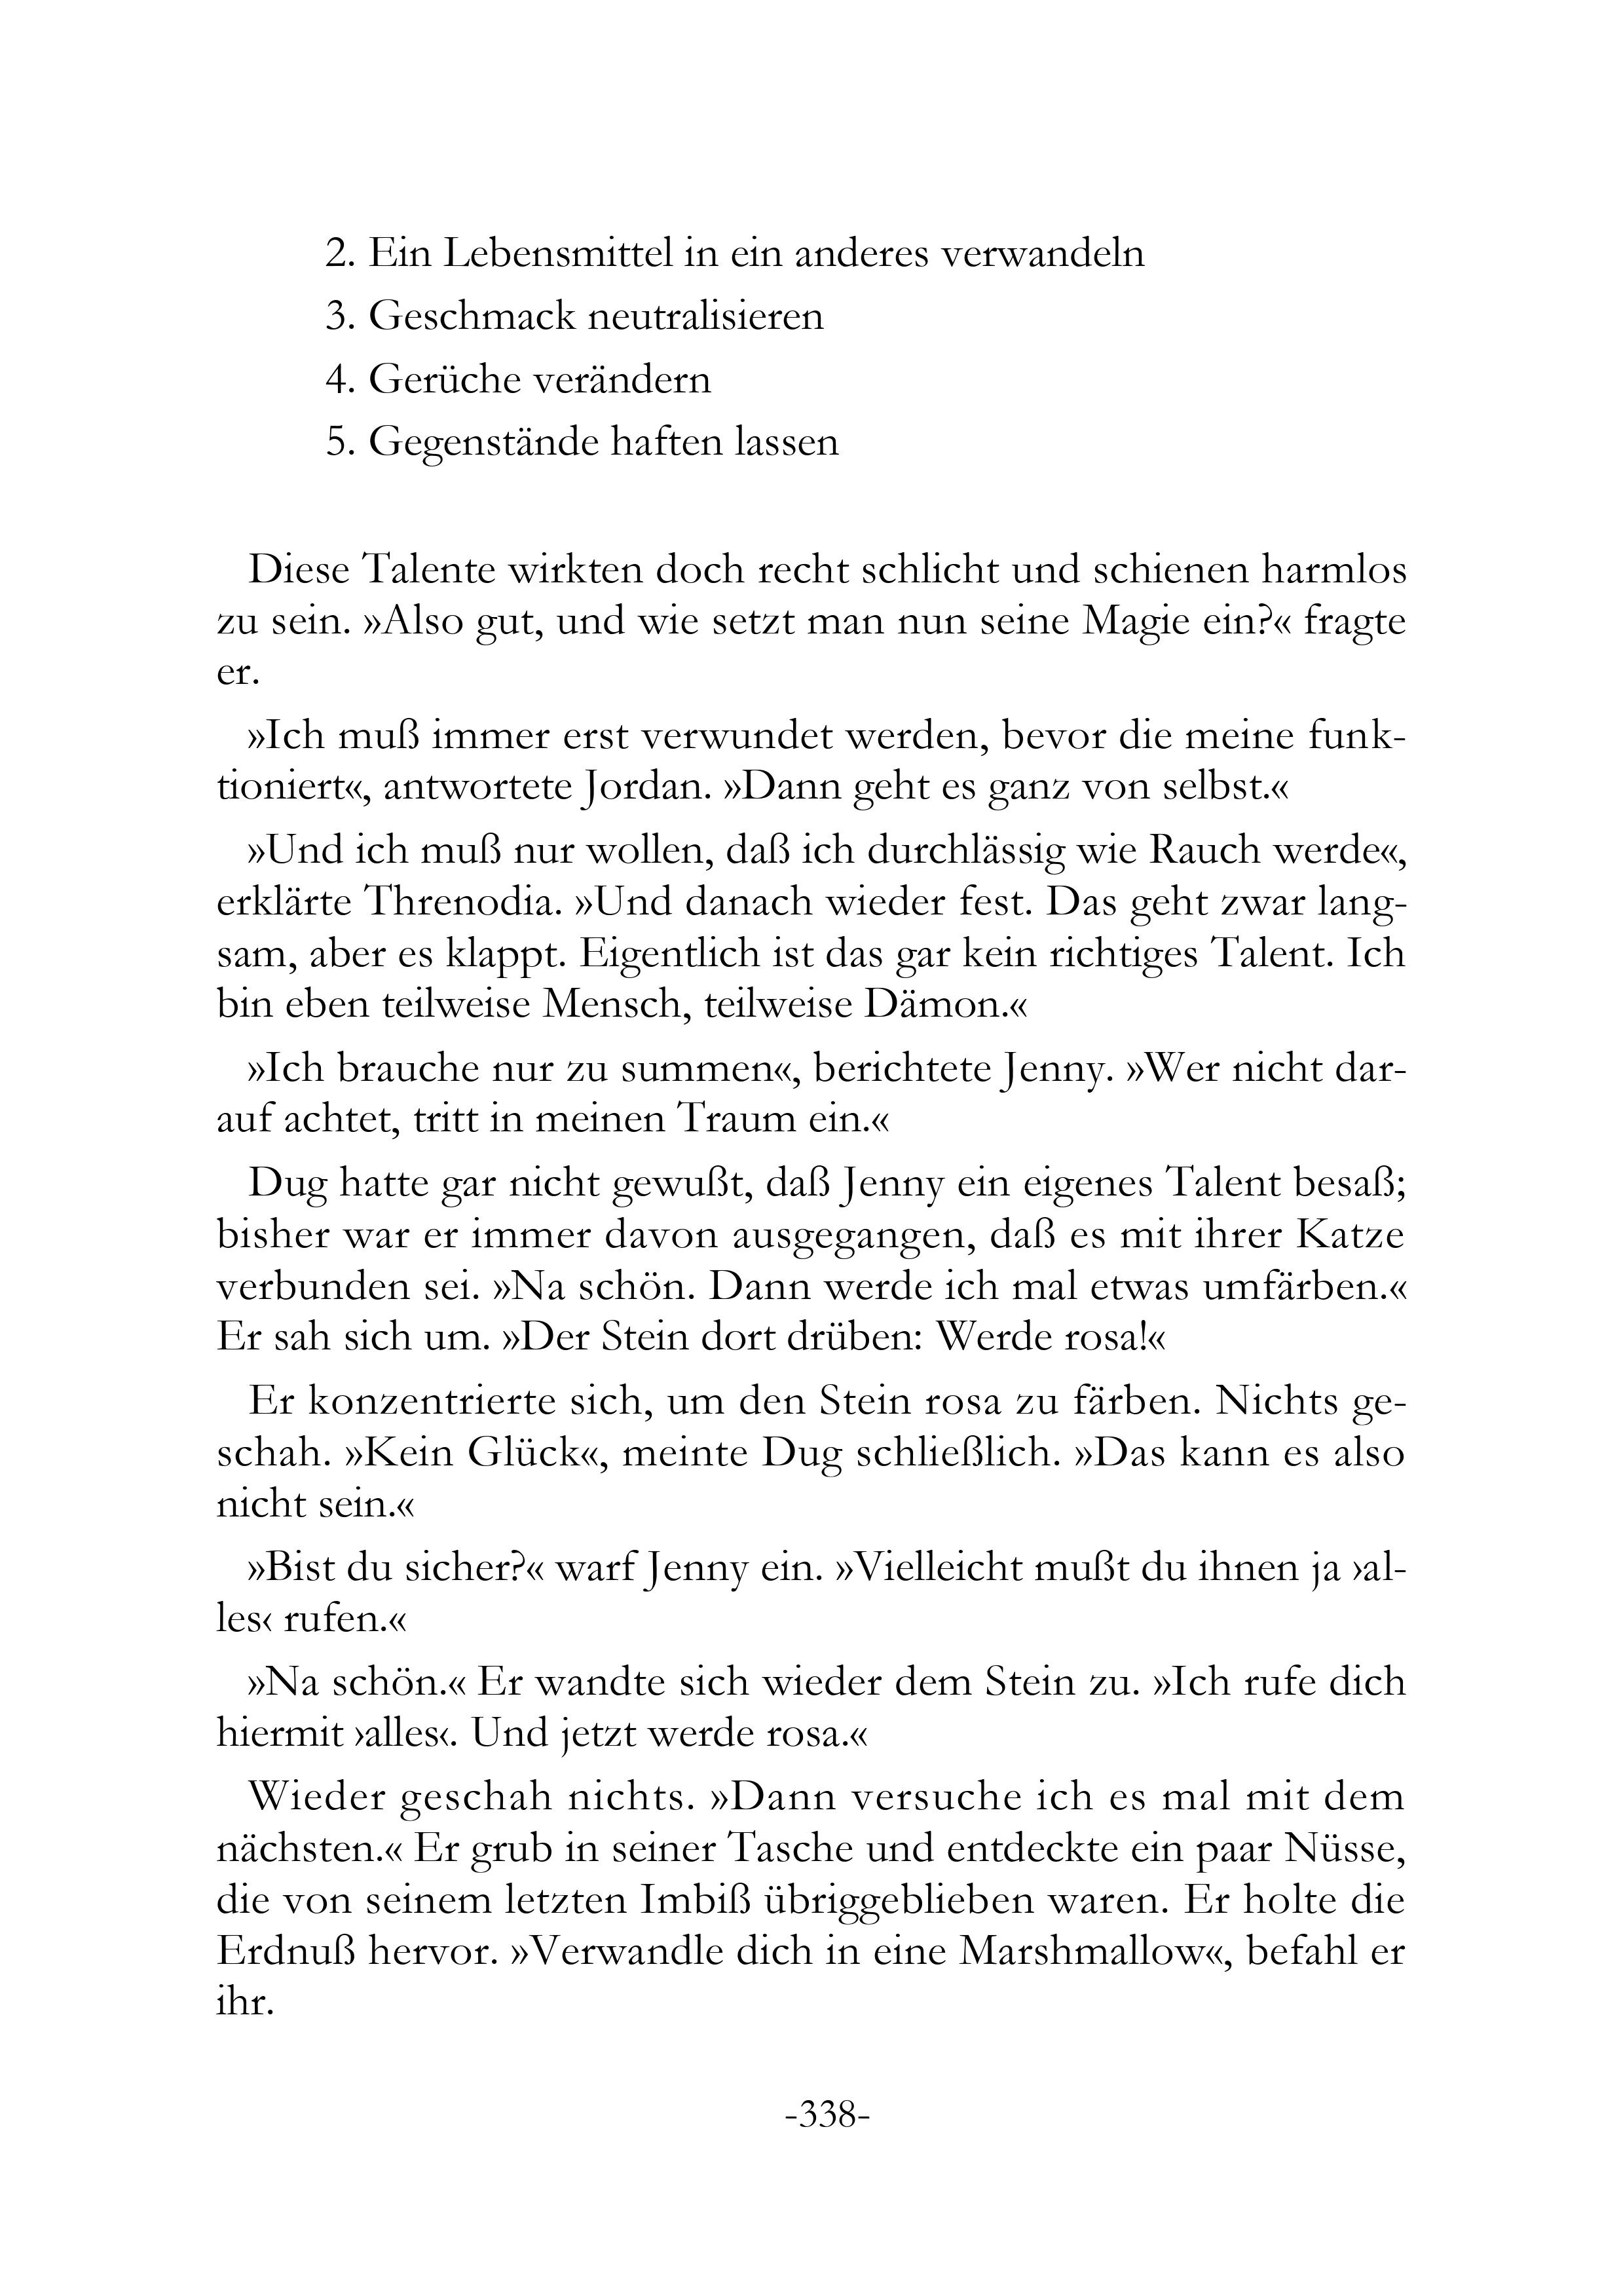 2. Ein Lebensmittel in ein anderes verwandeln
3. Geschmack neutralisieren
4. Gerüche verändern
5. Gegenstände haften lassen
Diese Talente wirkten doch recht schlicht und schienen harmlos
zu sein. »Also gut, und wie setzt man nun seine Magie ein?« fragte
er.
»Ich muß immer erst verwundet werden, bevor die meine funk-
tioniert«, antwortete Jordan. »Dann geht es ganz von selbst.«
»Und ich muß nur wollen, daß ich durchlässig wie Rauch werde«,
erklärte Threnodia. »Und danach wieder fest. Das geht zwar lang-
sam, aber es klappt. Eigentlich ist das gar kein richtiges Talent. Ich
bin eben teilweise Mensch, teilweise Dämon.«
»Ich brauche nur zu summen«, berichtete Jenny. »Wer nicht dar-
auf achtet, tritt in meinen Traum ein.«
Dug hatte gar nicht gewußt, daß Jenny ein eigenes Talent besaß;
bisher war er immer davon ausgegangen, daß es mit ihrer Katze
verbunden sei. »Na schön. Dann werde ich mal etwas umfärben.«
Er sah sich um. »Der Stein dort drüben: Werde rosa!«
Er konzentrierte sich, um den Stein rosa zu färben. Nichts ge-
schah. »Kein Glück«, meinte Dug schließlich. »Das kann es also
nicht sein.«
»Bist du sicher?« warf Jenny ein. »Vielleicht mußt du ihnen ja ›al-
les‹ rufen.«
»Na schön.« Er wandte sich wieder dem Stein zu. »Ich rufe dich
hiermit ›alles‹. Und jetzt werde rosa.«
Wieder geschah nichts. »Dann versuche ich es mal mit dem
nächsten.« Er grub in seiner Tasche und entdeckte ein paar Nüsse,
die von seinem letzten Imbiß übriggeblieben waren. Er holte die
Erdnuß hervor. »Verwandle dich in eine Marshmallow«, befahl er
ihr.
-338-